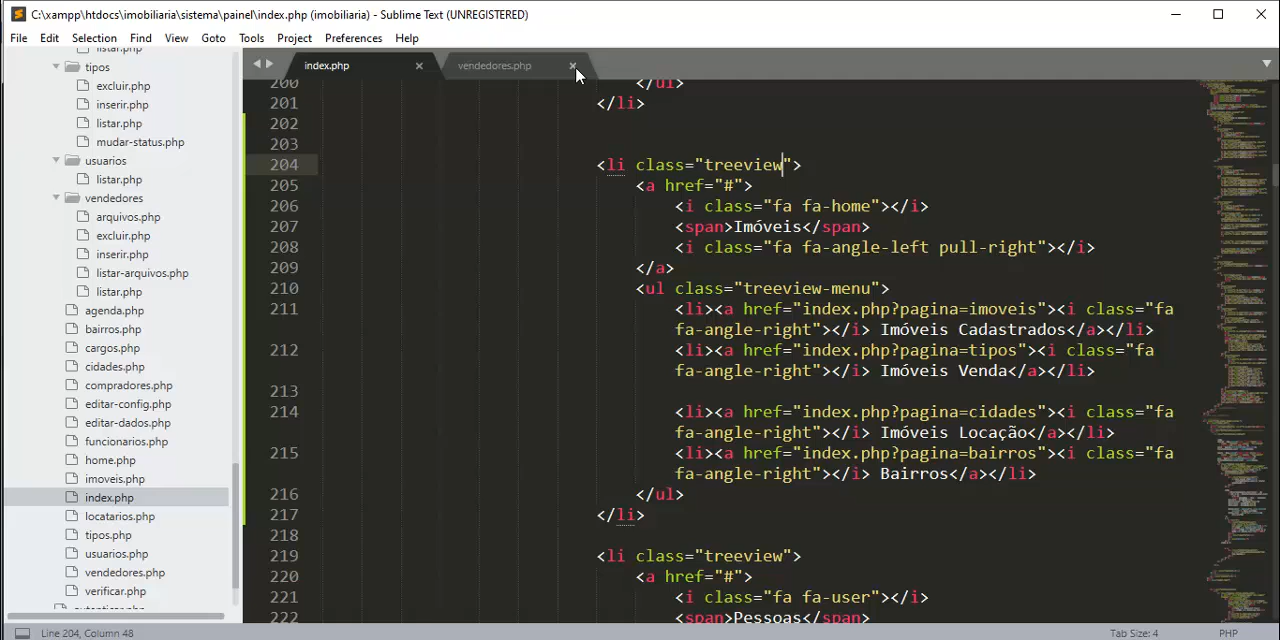 C:\xampp\htdocs\imobiliaria\sistema\painel\index.php (imobiliaria) - Sublime Text (UNREGISTERED)
File Edit Selection Find View Goto Tools Project Preferences Help
listar.php
tipos
excluir.php
inserir.php
listar.php
mudar-status.php
usuarios
listar.php
vendedores
arquivos.php
excluir.php
inserir.php
listar-arquivos.php
listar.php
agenda.php
bairros.php
cargos.php
cidades.php
compradores.php
editar-config.php
editar-dados.php
funcionarios.php
home.php
imoveis.php
index.php
locatarios.php
tipos.php
usuarios.php
vendedores.php
verificar.php
autenticar.php
index.php vendedores.php
200 </ul>
201 </li>
202
203
204 <li class="treeview">
205 <a href="#">
206 <i class="fa fa-home"></i>
207 <span>Imóveis</span>
208 <i class="fa fa-angle-left pull-right"></i>
209 </a>
210 <ul class="treeview-menu">
211 <li><a href="index.php?pagina=imoveis"><i class="fa
fa-angle-right"></i> Imóveis Cadastrados</a></li>
212 <li><a href="index.php?pagina=tipos"><i class="fa
fa-angle-right"></i> Imóveis Venda</a></li>
213
214 <li><a href="index.php?pagina=cidades"><i class="fa
fa-angle-right"></i> Imóveis Locação</a></li>
215 <li><a href="index.php?pagina=bairros"><i class="fa
fa-angle-right"></i> Bairros</a></li>
216 </ul>
217 </li>
218
219 <li class="treeview">
220 <a href="#">
221 <i class="fa fa-user"></i>
222 <span>Pessoas</span>
Line 204, Column 48 Tab Size: 4 PHP